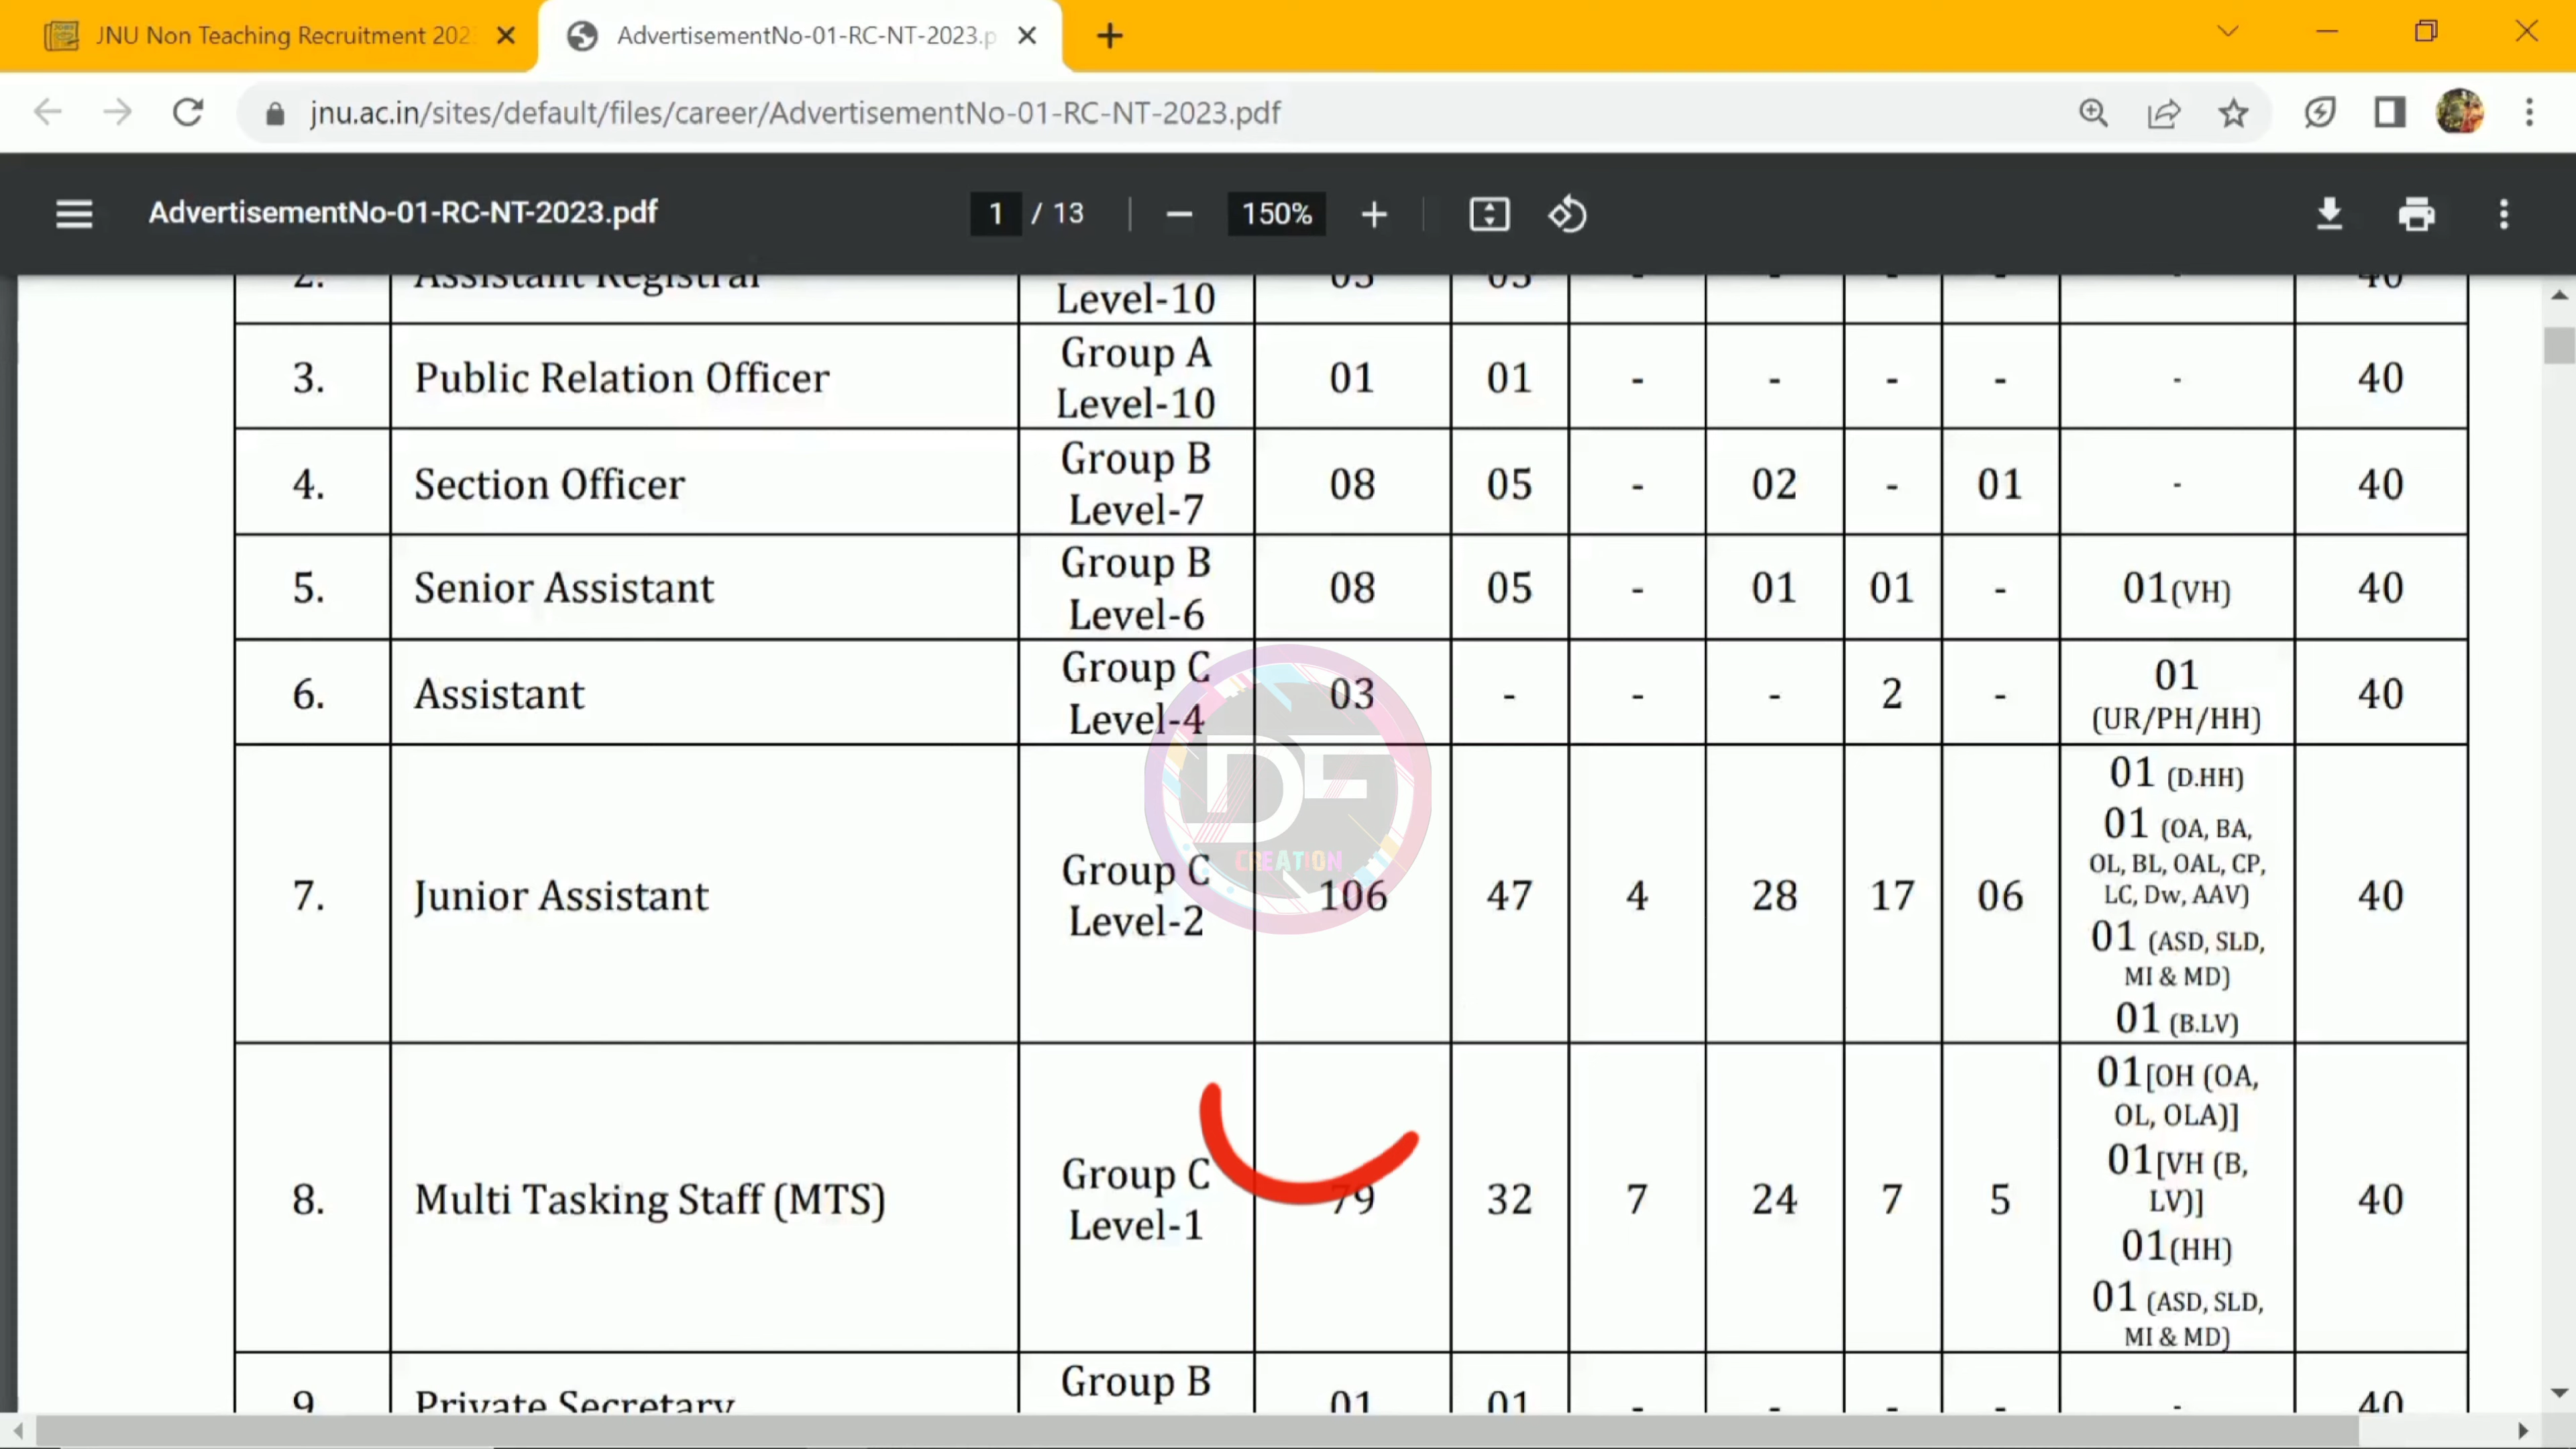 JNU Non Teaching Recruitment 202
AdvertisementNo-01-RC-NT-2023.p
jnu.ac.in/sites/default/files/career/AdvertisementNo-01-RC-NT-2023.pdf
AdvertisementNo-01-RC-NT-2023.pdf
1 / 13
150%
2. Assistant Registrar Level-10 03 03 - - - - - 40
3. Public Relation Officer Group A Level-10 01 01 - - - - - 40
4. Section Officer Group B Level-7 08 05 - 02 - 01 - 40
5. Senior Assistant Group B Level-6 08 05 - 01 01 - 01(VH) 40
6. Assistant Group C Level-4 03 - - - 2 - 01 (UR/PH/HH) 40
7. Junior Assistant Group C Level-2 106 47 4 28 17 06 01 (D.HH)
01 (OA, BA,
OL, BL, OAL, CP,
LC, Dw, AAV)
01 (ASD, SLD,
MI & MD)
01 (B.LV)
40
8. Multi Tasking Staff (MTS) Group C Level-1 79 32 7 24 7 5 01[OH (OA,
OL, OLA)]
01[VH (B,
LV)]
01(HH)
01 (ASD, SLD,
MI & MD)
40
9. Private Secretary Group B 01 01 - - - - - 40
DF
CREATION